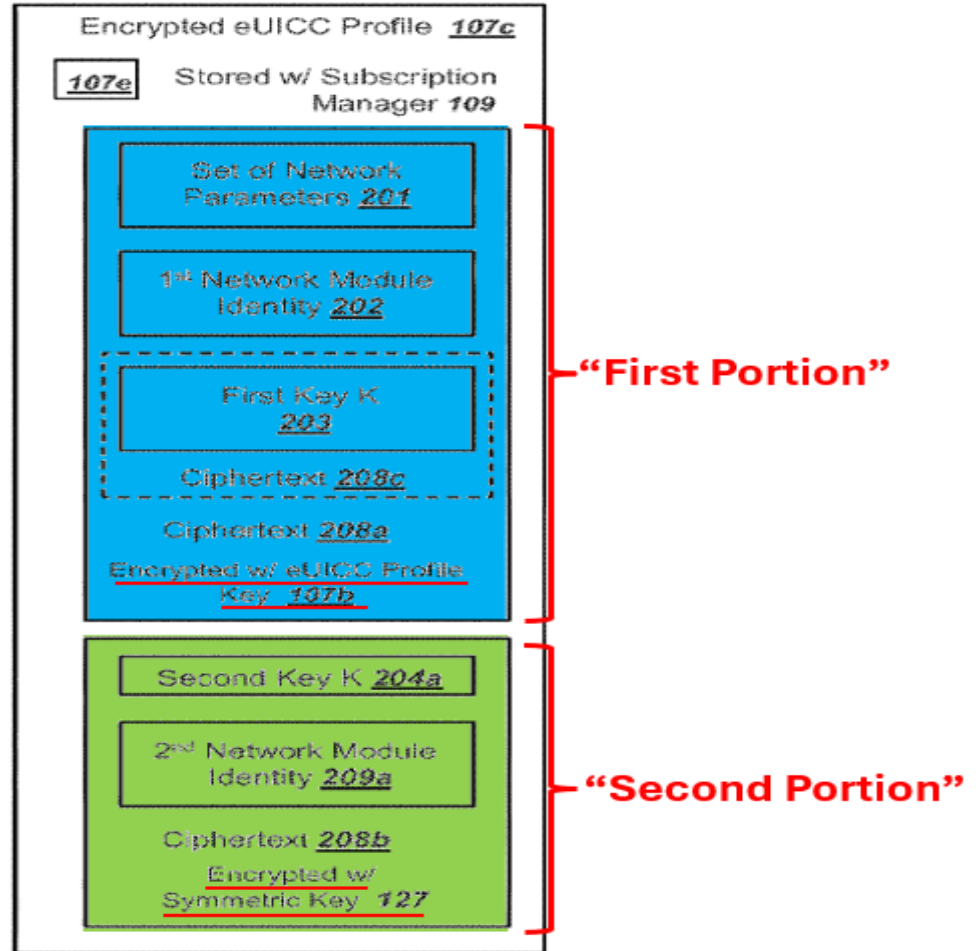 Encrypted eUICC Profile 107c
107e
Stored w/ Subscription
Manager 109
Set of Network
Parameters 201
1st Network Module
Identity 202
First Key K
203
Ciphertext 208c
Ciphertext 208a
Encrypted w/ eUICC Profile
Key 107b
“First Portion”
Second Key K 204a
2nd Network Module
Identity 209a
Ciphertext 208b
Encrypted w/
Symmetric Key 127
“Second Portion”